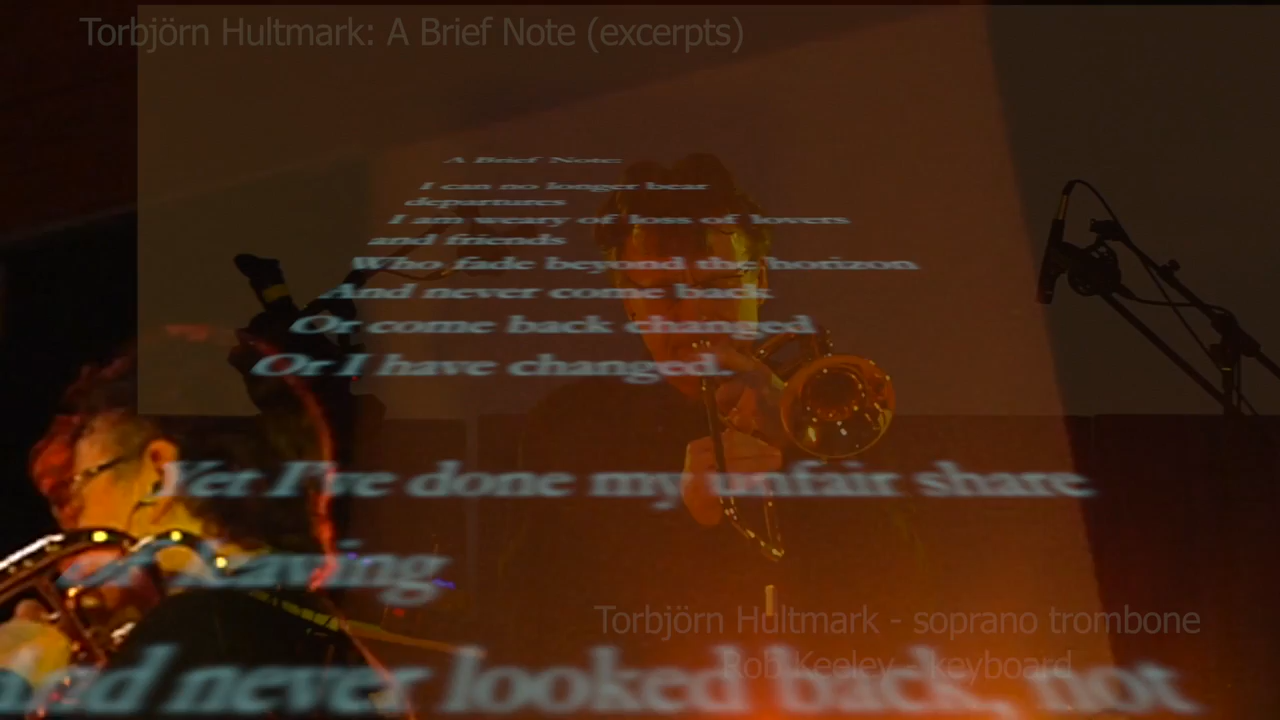 Torbjörn Hultmark: A Brief Note (excerpts)
A Brief Note:
I can no longer bear
departures
I am weary of loss of lovers
and friends
Who fade beyond the horizon
And never come back
Or come back changed
Or I have changed.
Yet I've done my unfair share
of leaving
Torbjörn Hultmark - soprano trombone
Rob Keeley - keyboard
And never looked back, not